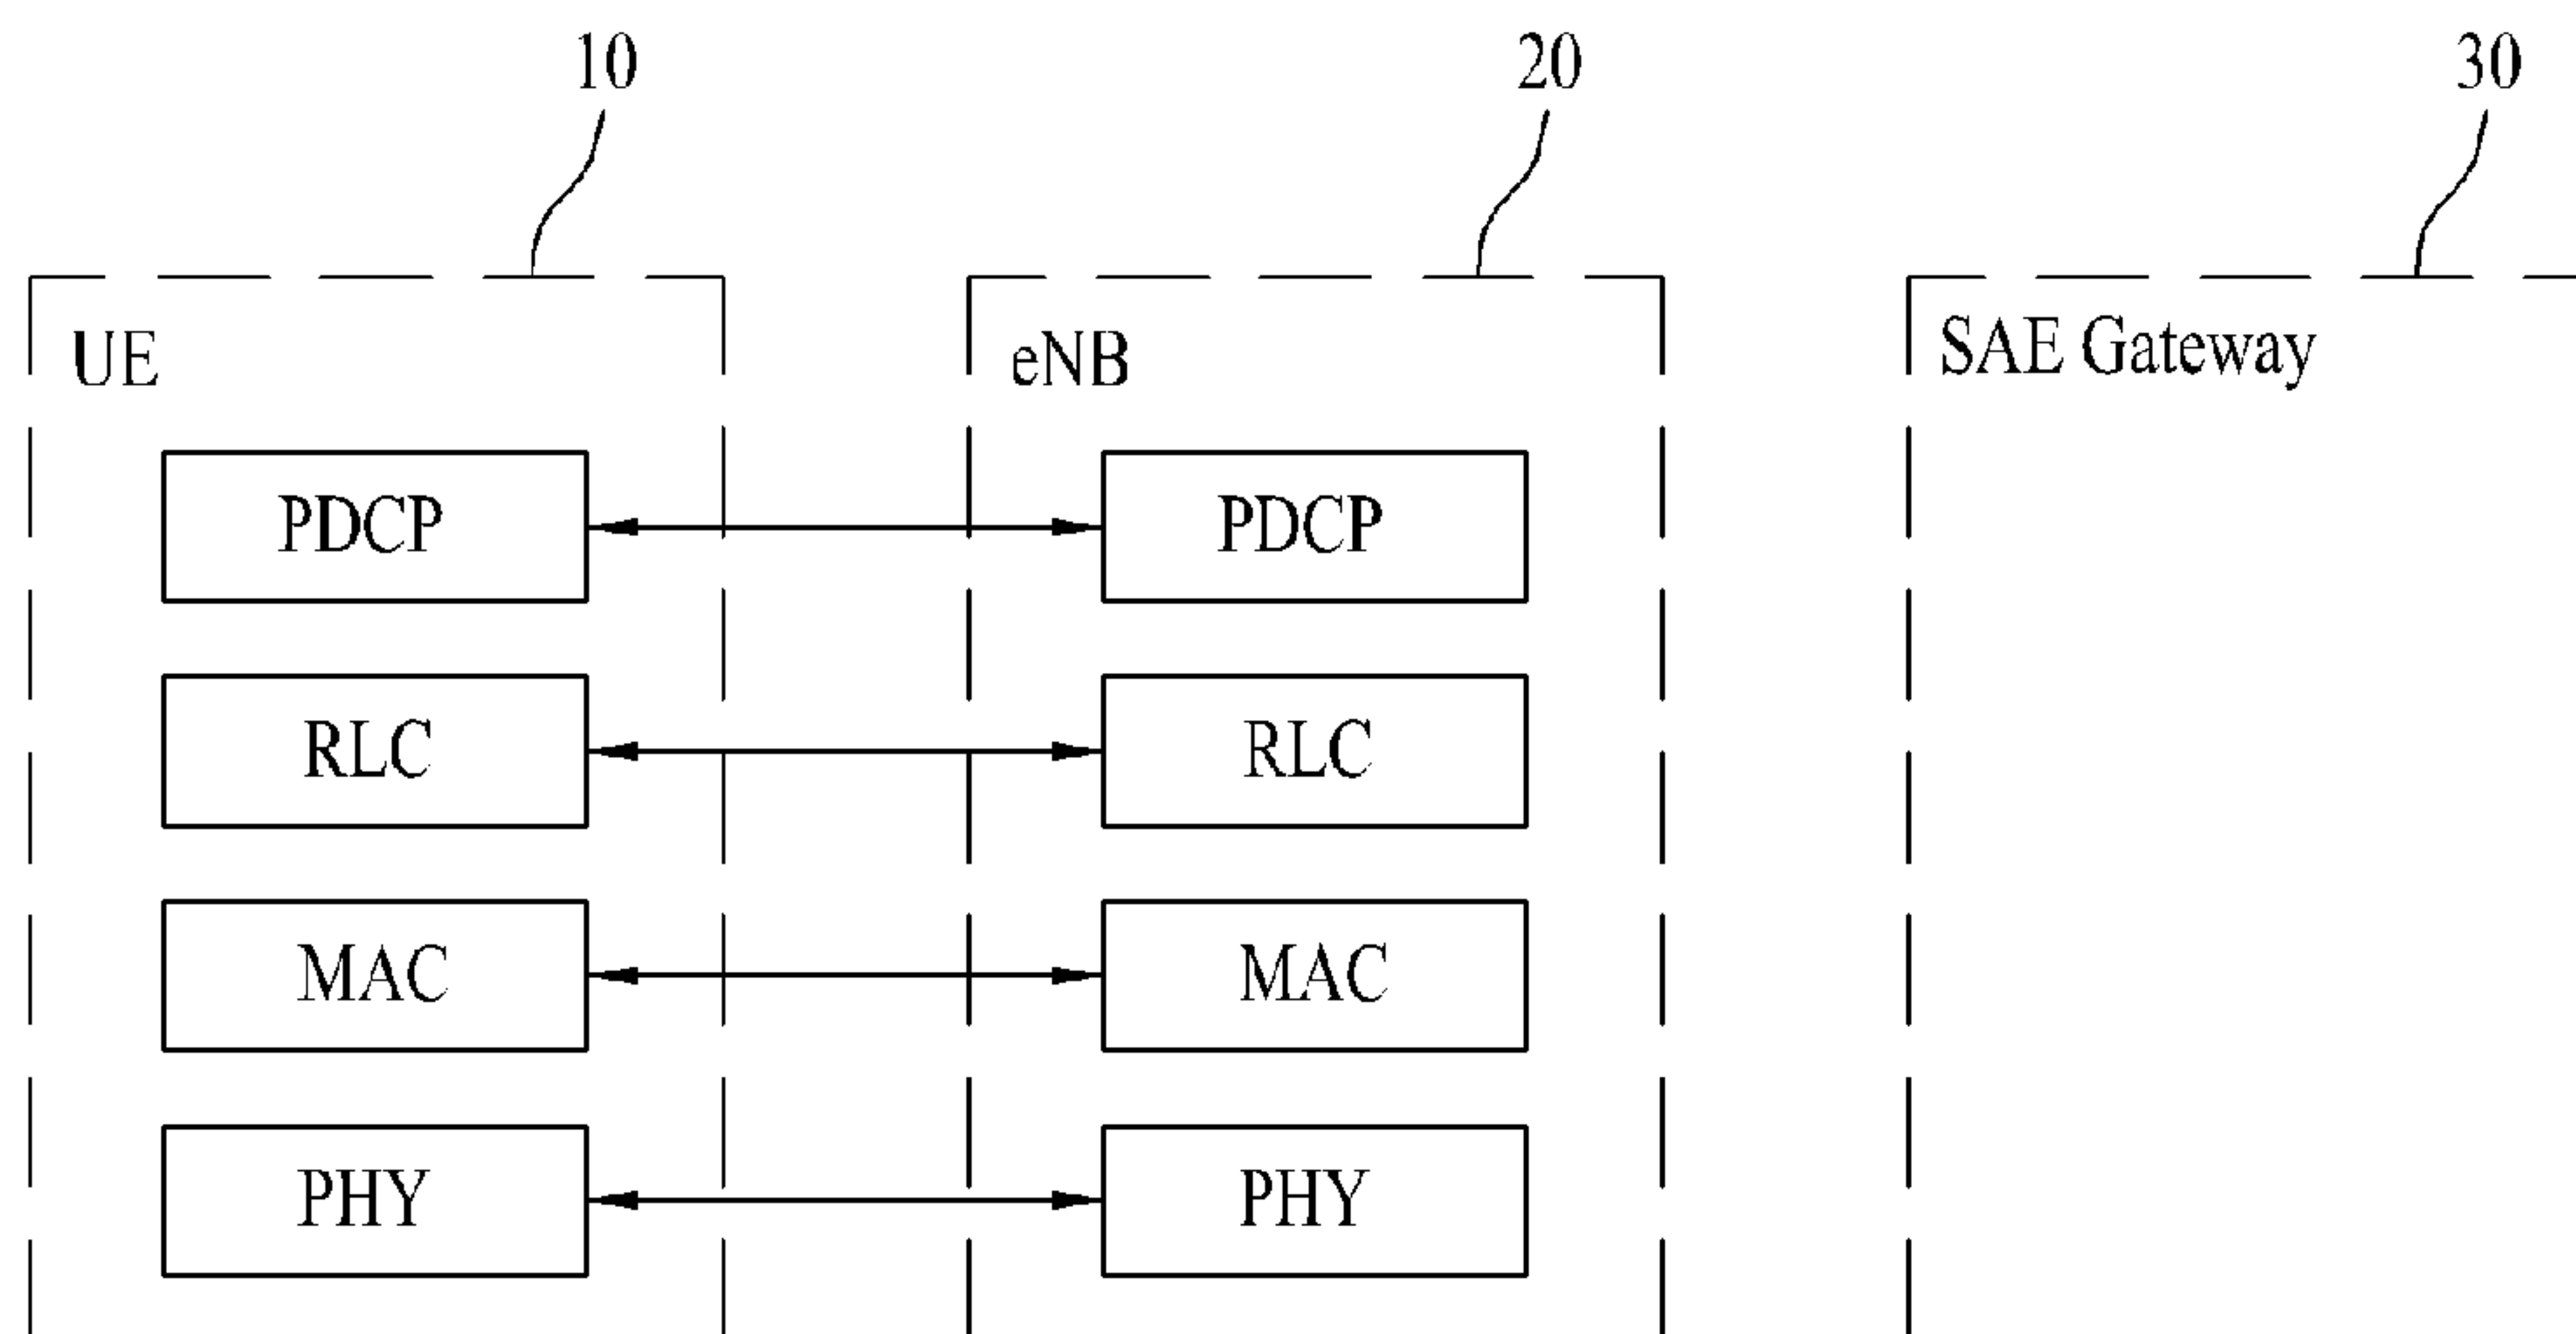 10 20 30
UE eNB SAE Gateway
PDCP PDCP
RLC RLC
MAC MAC
PHY PHY